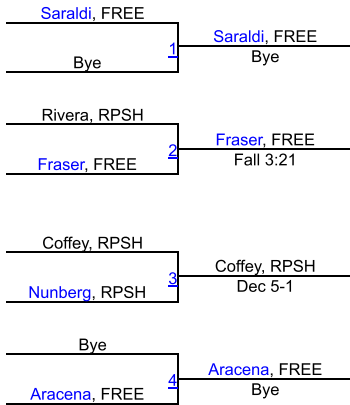 Saraldi, FREE
1
Saraldi, FREE
Bye
Bye
Rivera, RPSH
2
Fraser, FREE
Fall 3:21
Fraser, FREE
Coffey, RPSH
3
Coffey, RPSH
Dec 5-1
Nunberg, RPSH
Bye
4
Aracena, FREE
Bye
Aracena, FREE